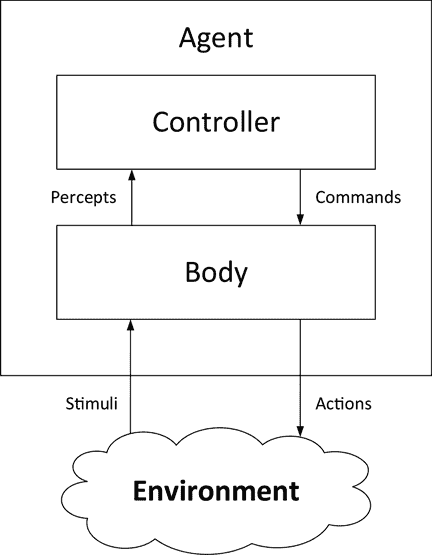 Agent
Controller
Percepts
Commands
Body
Stimuli
Actions
Environment